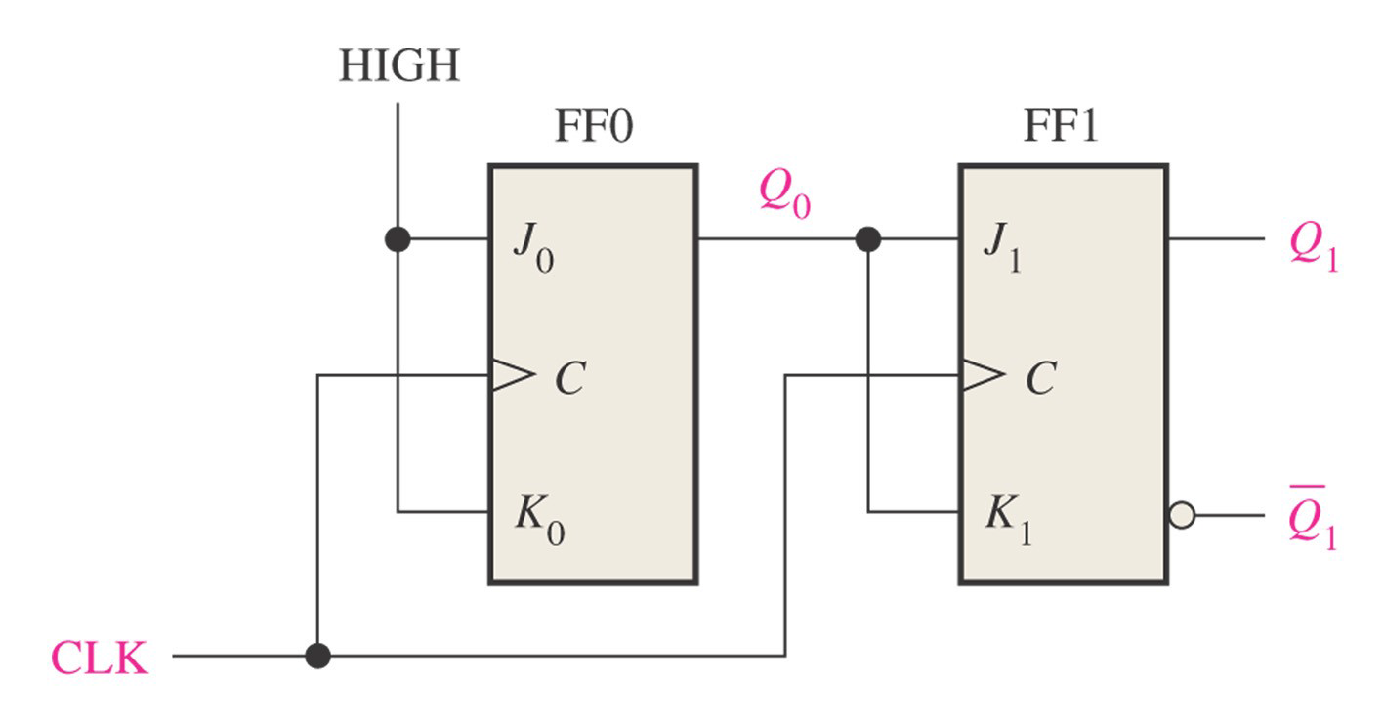 HIGH
FF0
FF1
Q₀
J₀
J₁
Q₁
C
C
K₀
K₁
Q̅₁
CLK